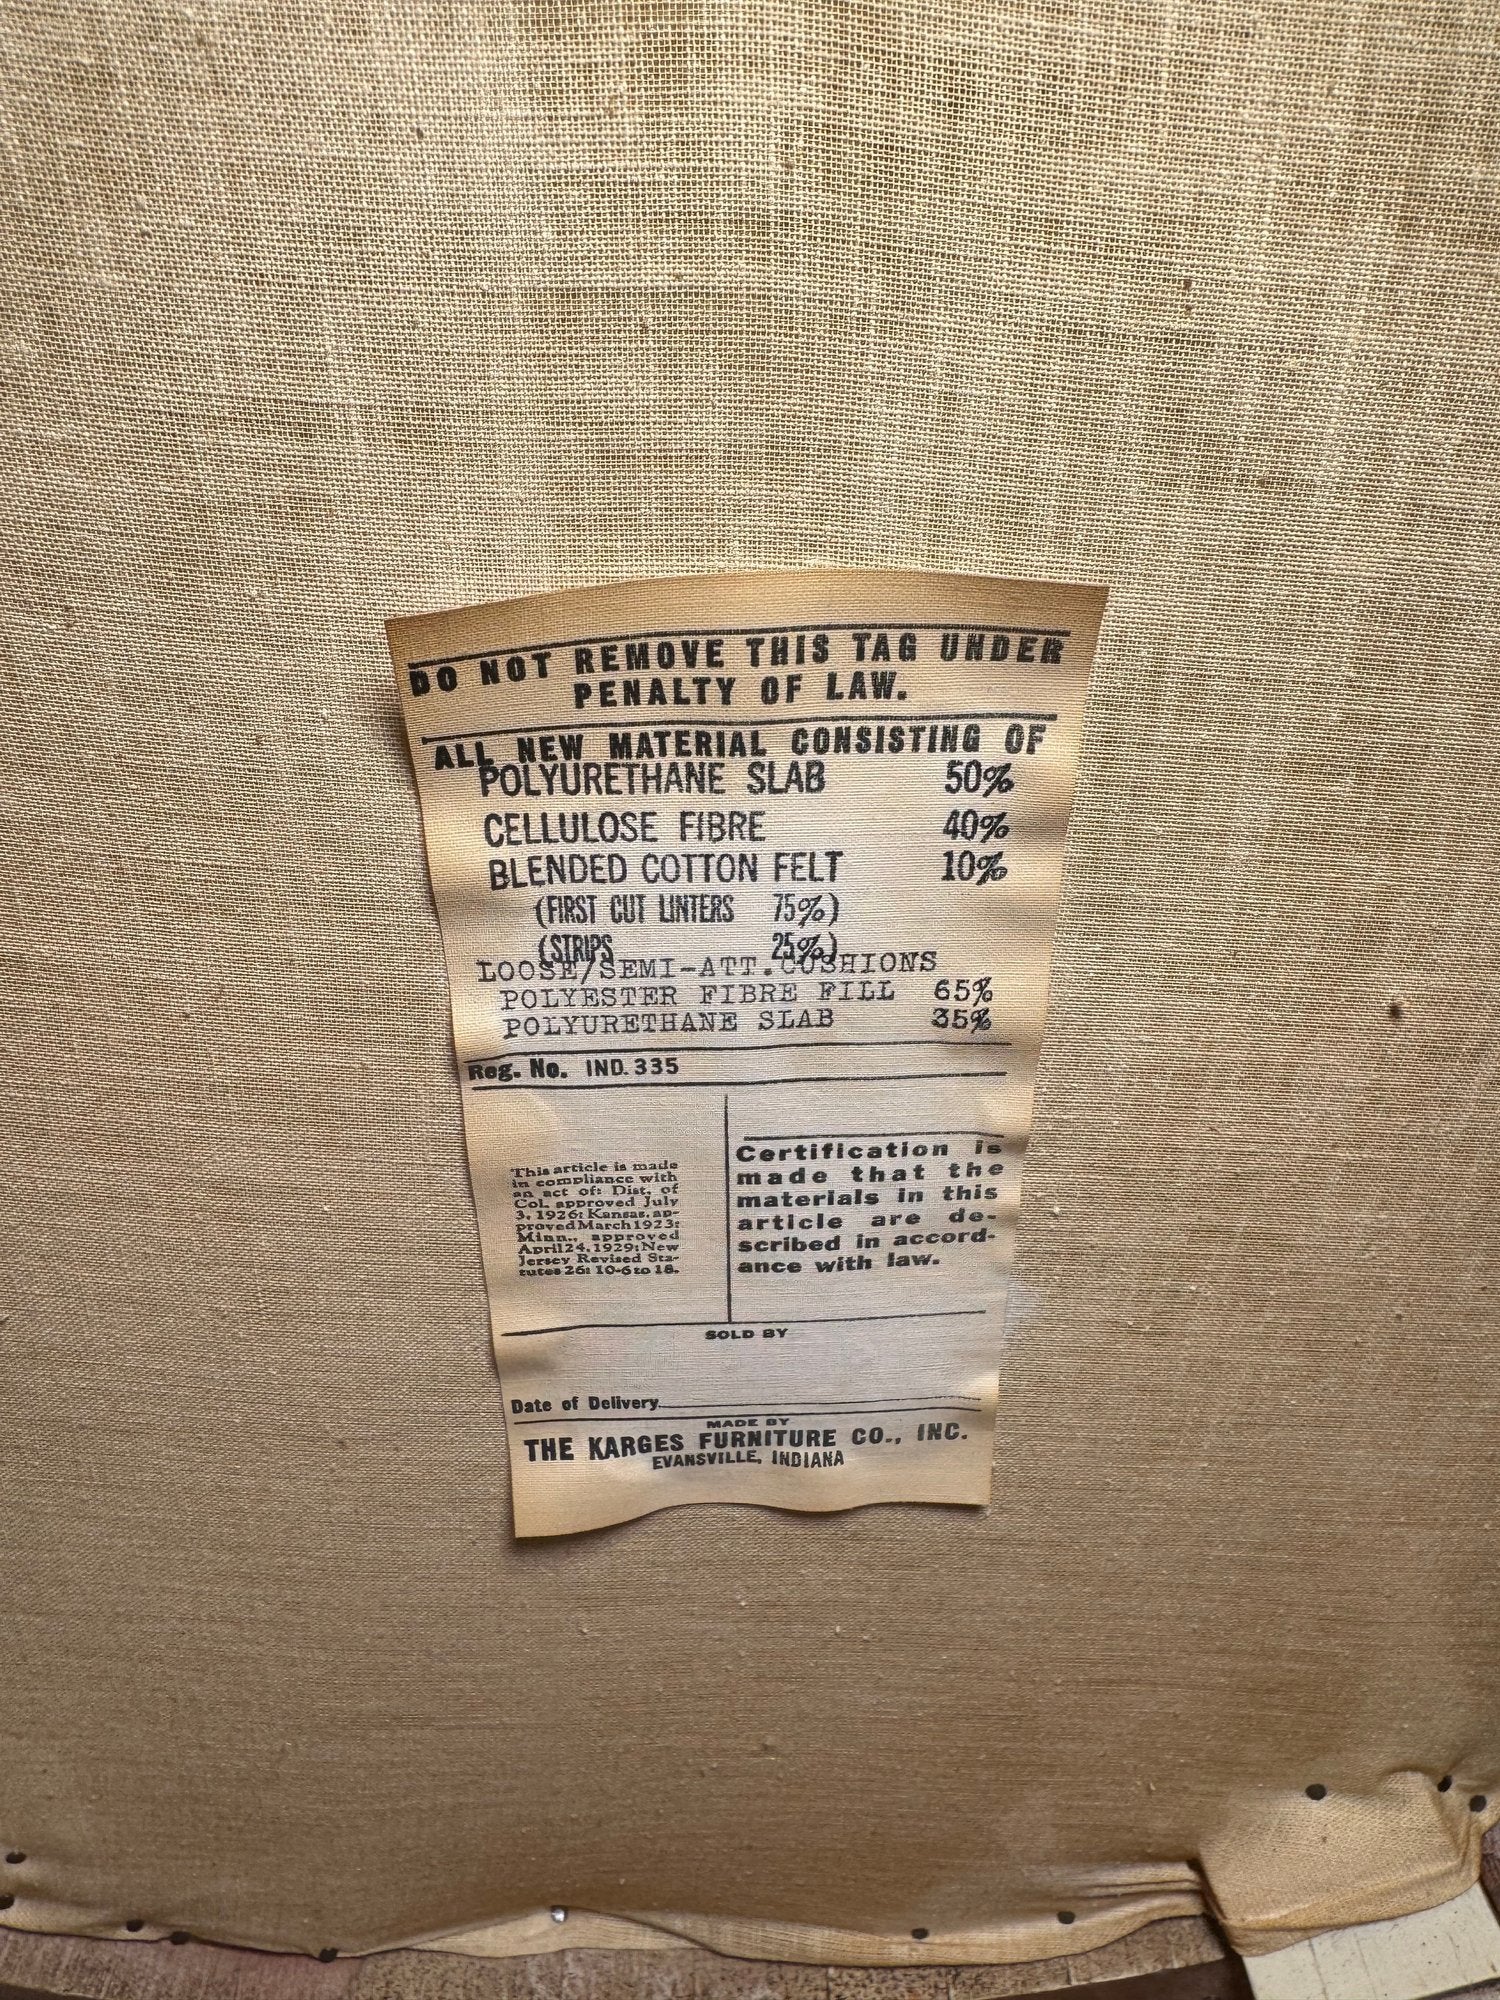 DO NOT REMOVE THIS TAG UNDER
PENALTY OF LAW.
ALL NEW MATERIAL CONSISTING OF
POLYURETHANE SLAB 50%
CELLULOSE FIBRE 40%
BLENDED COTTON FELT 10%
(FIRST CUT LINTERS 75%)
(STRIPS 25%)
LOOSE/SEMI-ATT.CUSHIONS
POLYESTER FIBRE FILL 65%
POLYURETHANE SLAB 35%
Reg. No. IND. 335
This article is made
in compliance with
an act of: Dist. of
Col. approved July
3, 1926: Kansas, ap-
proved March 1923:
Minn., approved
April 24, 1929: New
Jersey Revised Sta-
tutes 26: 10-6 to 18.
Certification is
made that the
materials in this
article are de-
scribed in accord-
ance with law.
SOLD BY
Date of Delivery
MADE BY
THE KARGES FURNITURE CO., INC.
EVANSVILLE, INDIANA